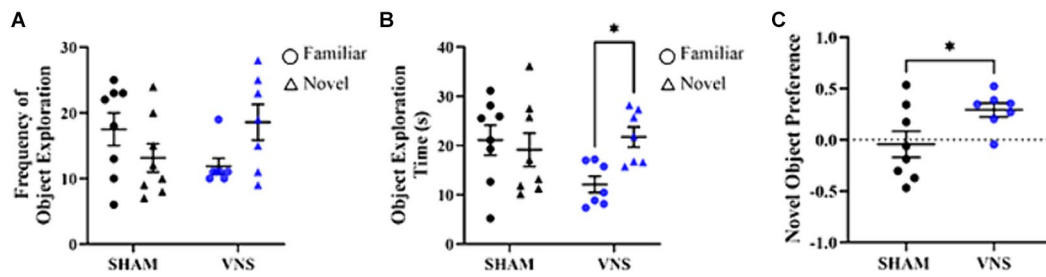 A
Frequency of
Object Exploration
30
20
10
0
SHAM
VNS
Familiar
Novel
B
Object Exploration
Time (s)
40
30
20
10
0
*
SHAM
VNS
Familiar
Novel
C
Novel Object Preference
1.0
0.5
0.0
-0.5
-1.0
*
SHAM
VNS